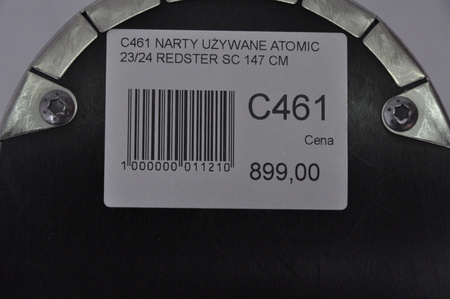 C461 NARTY UŻYWANE ATOMIC
23/24 REDSTER SC 147 CM
C461
Cena
1 000000 011210
899,00